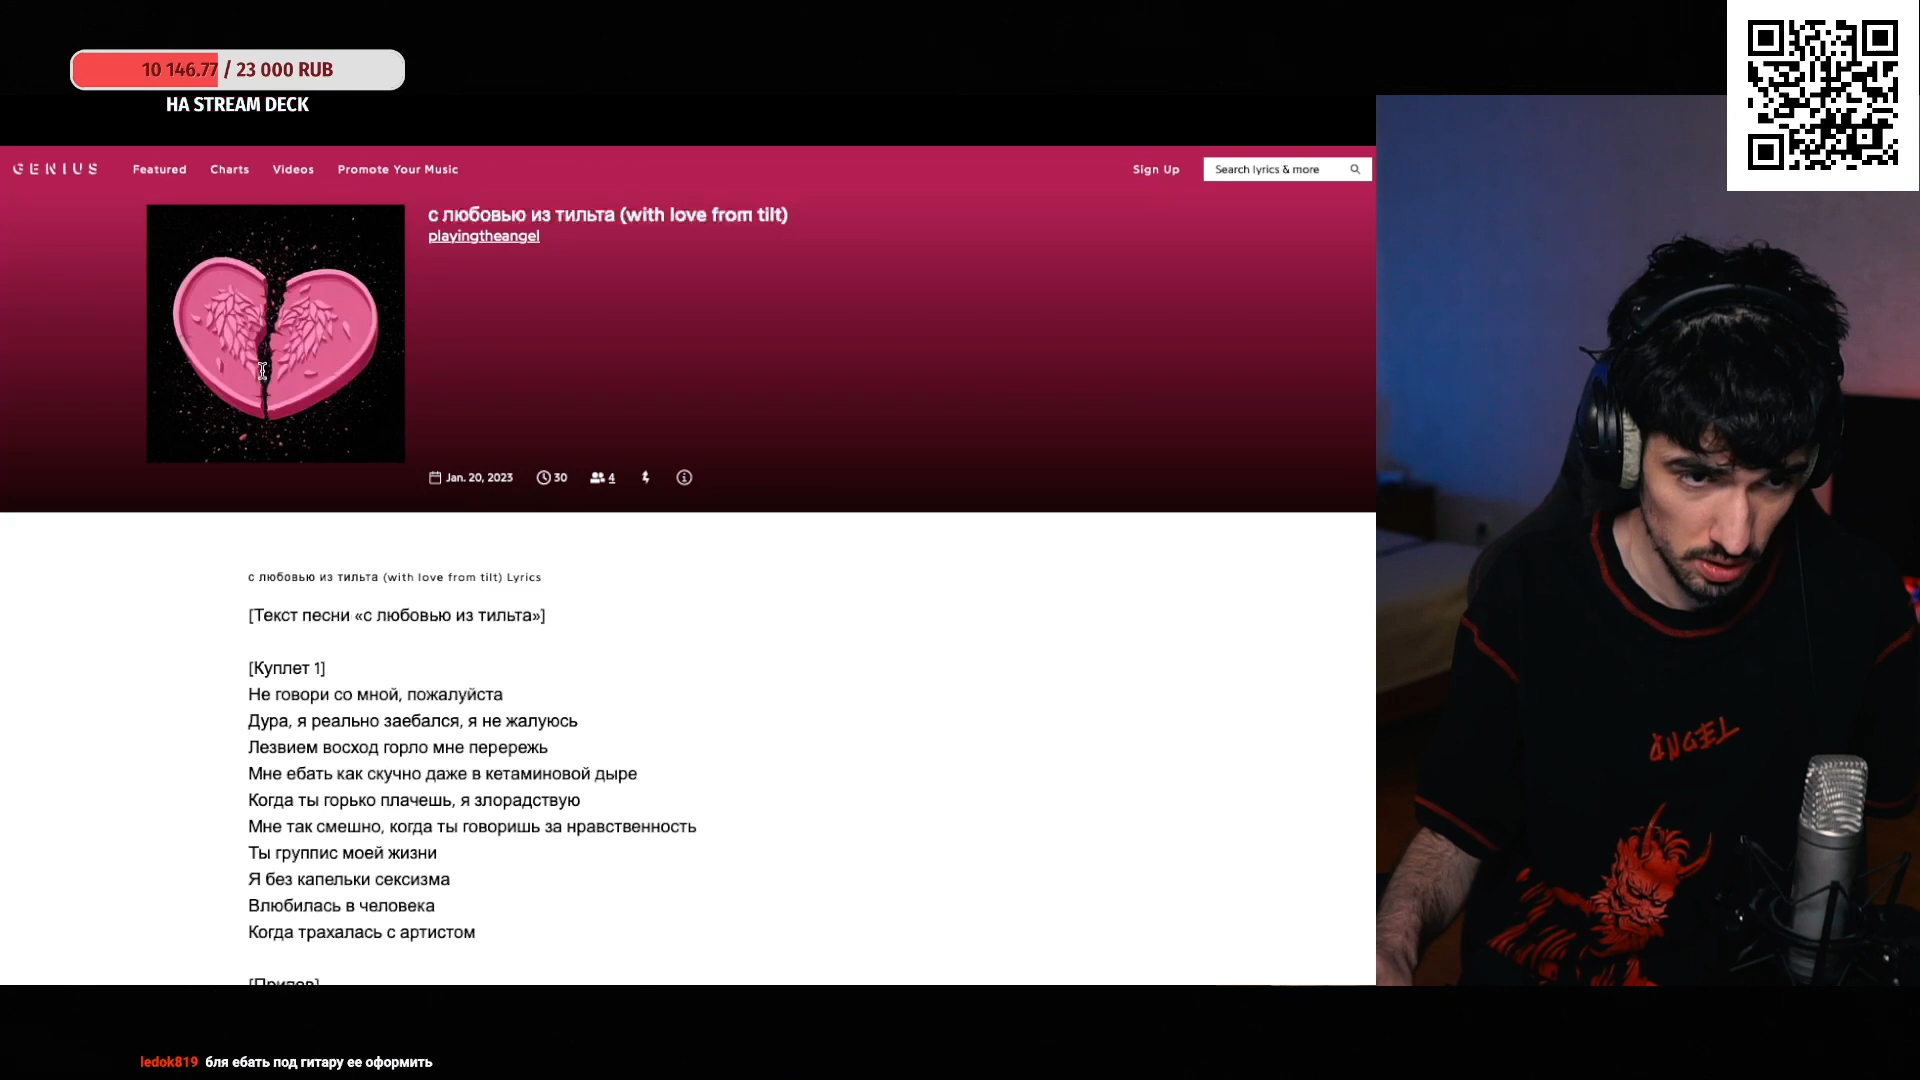 10 146.77 / 23 000 RUB
НА STREAM DECK
GENIUS
Featured
Charts
Videos
Promote Your Music
Sign Up
Search lyrics & more
с любовью из тильта (with love from tilt)
playingtheangel
Jan. 20, 2023
30
4
с любовью из тильта (with love from tilt) Lyrics
[Текст песни «с любовью из тильта»]
[Куплет 1]
Не говори со мной, пожалуйста
Дура, я реально заебался, я не жалуюсь
Лезвием восход горло мне перережь
Мне ебать как скучно даже в кетаминовой дыре
Когда ты горько плачешь, я злорадствую
Мне так смешно, когда ты говоришь за нравственность
Ты группис моей жизни
Я без капельки сексизма
Влюбилась в человека
Когда трахалась с артистом
[Припев]
ANGEL
ledok819 бля ебать под гитару ее оформить